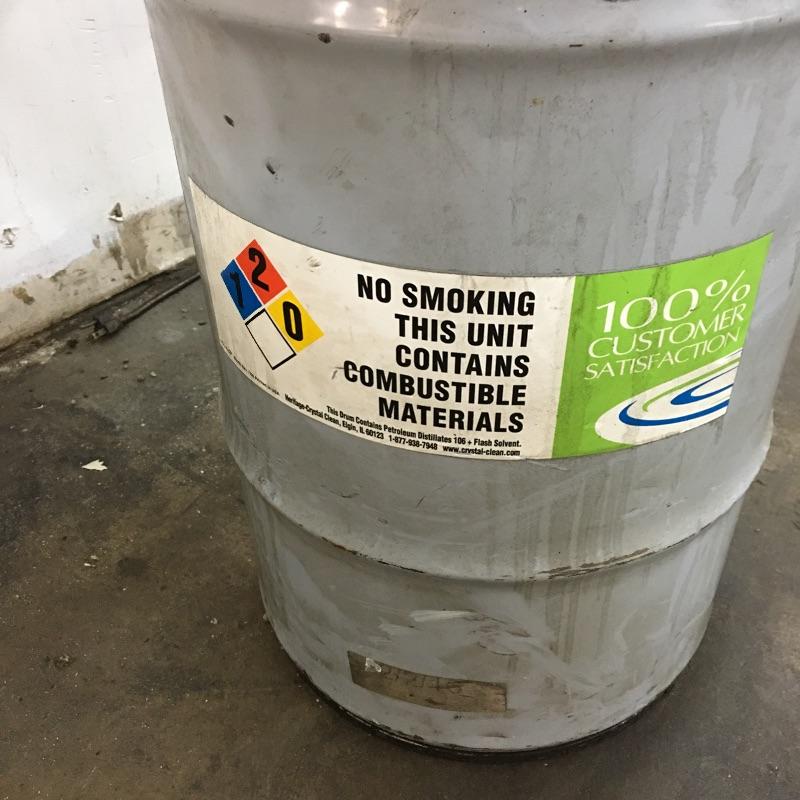 2
1
0
NO SMOKING
THIS UNIT
CONTAINS
COMBUSTIBLE
MATERIALS
This Drum Contains Petroleum Distillates 106 + Flash Solvent.
Heritage-Crystal Clean, Elgin, IL 60123 1-877-938-7948 www.crystal-clean.com
100%
CUSTOMER
SATISFACTION